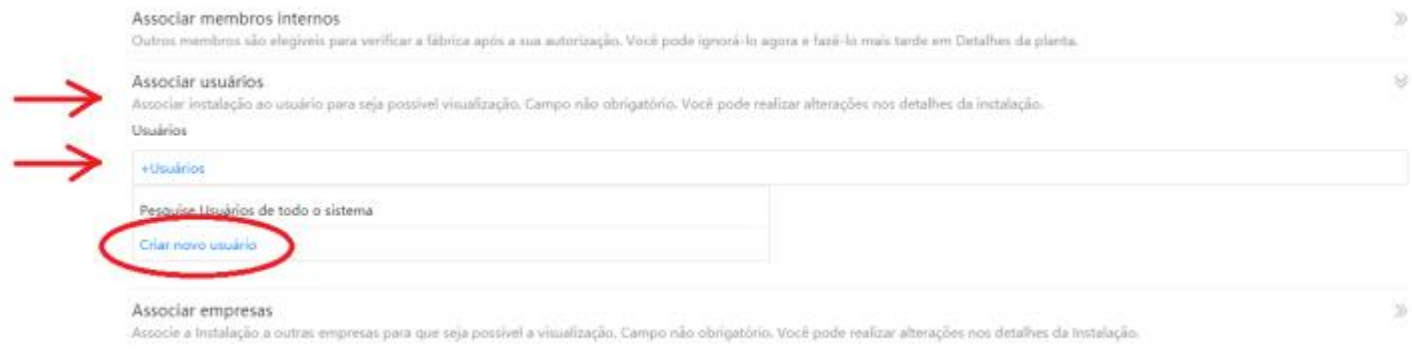 Associar membros internos
Outros membros são elegíveis para verificar a fábrica após a sua autorização. Você pode ignorá-lo agora e fazê-lo mais tarde em Detalhes da planta.
Associar usuários
Associar instalação ao usuário para seja possível visualização. Campo não obrigatório. Você pode realizar alterações nos detalhes da instalação.
Usuários
+Usuários
Pesquise Usuários de todo o sistema
Criar novo usuário
Associar empresas
Associe a Instalação a outras empresas para que seja possível a visualização. Campo não obrigatório. Você pode realizar alterações nos detalhes da Instalação.